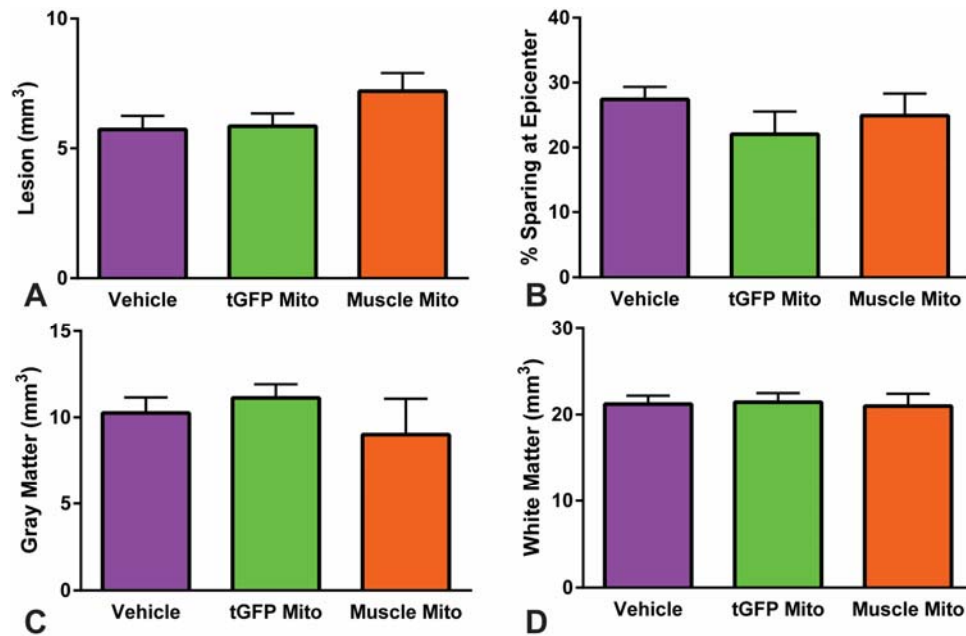 10
5
0
Lesion (mm³)
A
Vehicle tGFP Mito Muscle Mito
40
30
20
10
0
% Sparing at Epicenter
B
Vehicle tGFP Mito Muscle Mito
15
10
5
0
Gray Matter (mm³)
C
Vehicle tGFP Mito Muscle Mito
30
20
10
0
White Matter (mm³)
D
Vehicle tGFP Mito Muscle Mito